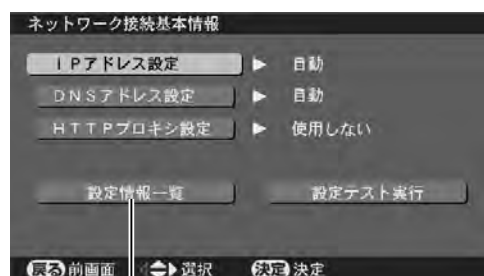 ネットワーク接続基本情報
IPアドレス設定 ▶ 自動
DNSアドレス設定 ▶ 自動
HTTPプロキシ設定 ▶ 使用しない
設定情報一覧 設定テスト実行
戻る 前画面 選択 決定 決定